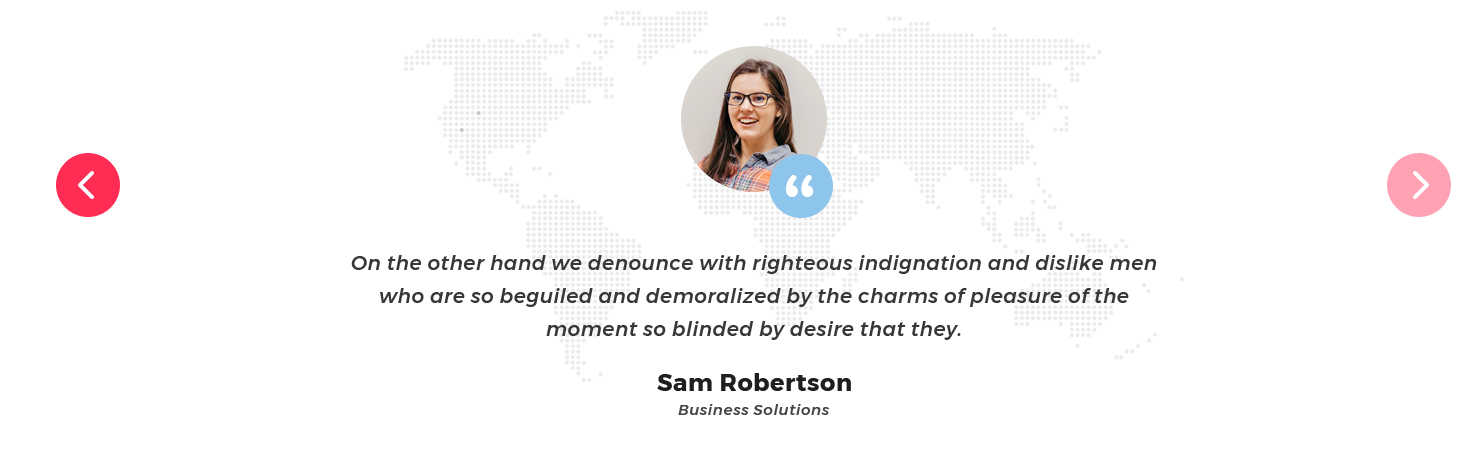 On the other hand we denounce with righteous indignation and dislike men
who are so beguiled and demoralized by the charms of pleasure of the
moment so blinded by desire that they.
Sam Robertson
Business Solutions